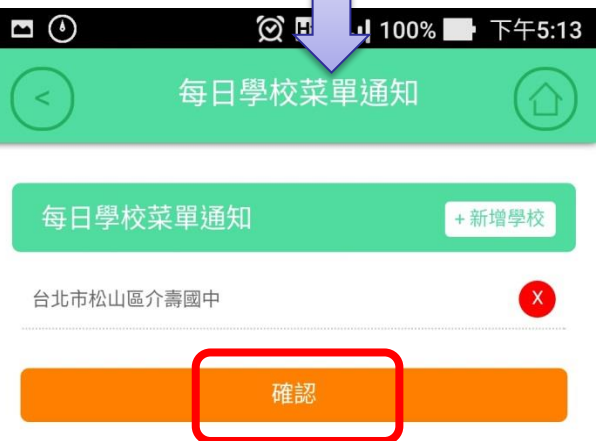 100% 下午5:13
< 每日學校菜單通知
每日學校菜單通知 +新增學校
台北市松山區介壽國中 X
確認